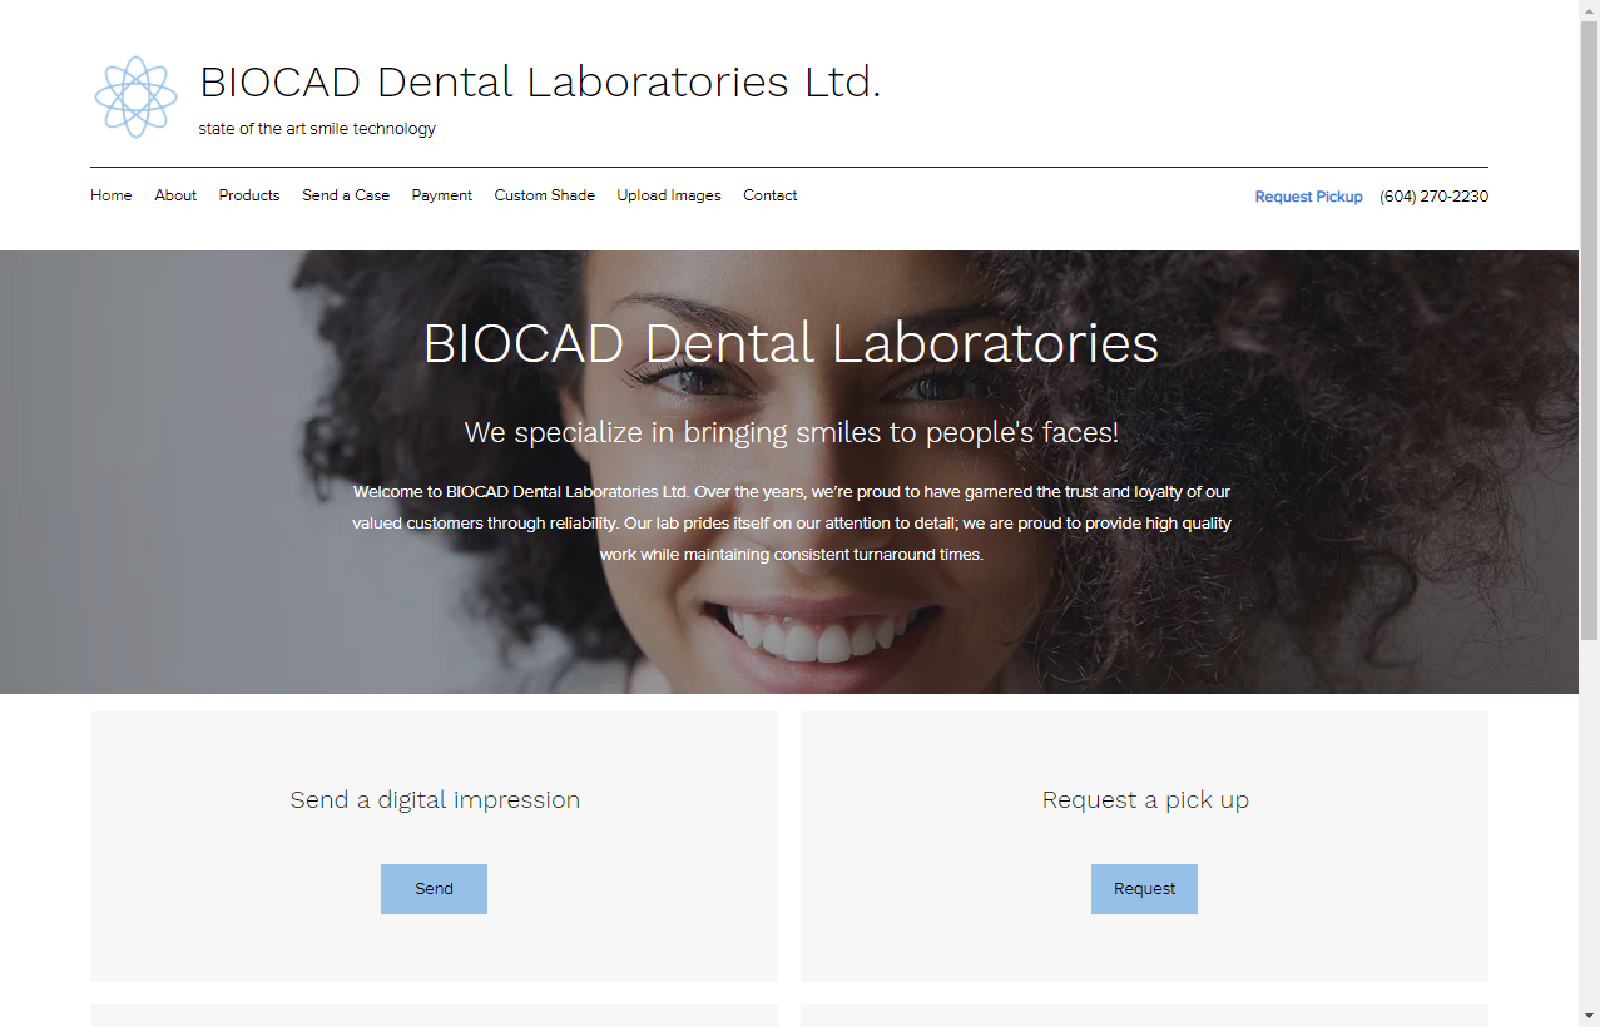 BIOCAD Dental Laboratories Ltd.
state of the art smile technology
Home About Products Send a Case Payment Custom Shade Upload Images Contact Request Pickup (604) 270-2230
BIOCAD Dental Laboratories
We specialize in bringing smiles to people's faces!
Welcome to BIOCAD Dental Laboratories Ltd. Over the years, we're proud to have garnered the trust and loyalty of our
valued customers through reliability. Our lab prides itself on our attention to detail; we are proud to provide high quality
work while maintaining consistent turnaround times.
Send a digital impression
Send
Request a pick up
Request